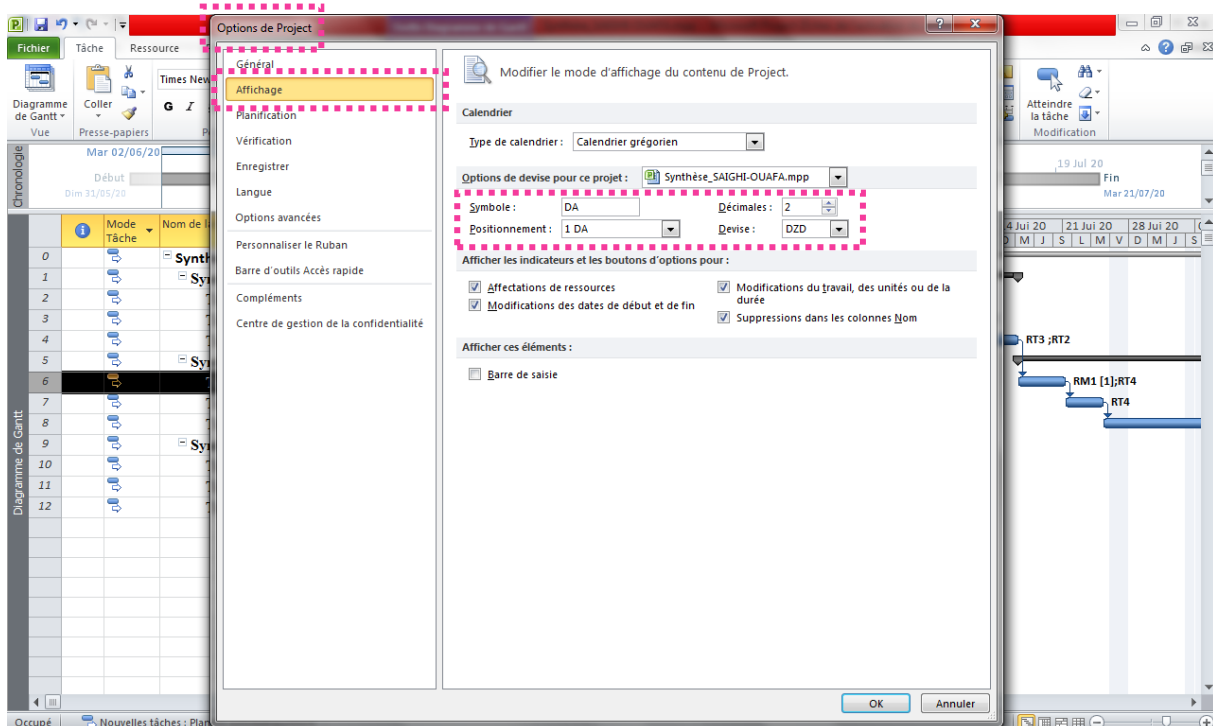 Options de Project
Fichier
Tâche
Ressource
Times New
Diagramme
de Gantt
Coller
G I
Atteindre
la tâche
Vue
Presse-papiers
Modification
Général
Affichage
Planification
Vérification
Enregistrer
Langue
Options avancées
Personnaliser le Ruban
Barre d'outils Accès rapide
Compléments
Centre de gestion de la confidentialité
Modifier le mode d'affichage du contenu de Project.
Calendrier
Type de calendrier : Calendrier grégorien
Options de devise pour ce projet : Synthèse_SAIGHI-OUAFA.mpp
Symbole : DA Décimales : 2
Positionnement : 1 DA Devise : DZD
Afficher les indicateurs et les boutons d'options pour :
Affectations de ressources
Modifications des dates de début et de fin
Modifications du travail, des unités ou de la
durée
Suppressions dans les colonnes Nom
Afficher ces éléments :
Barre de saisie
OK Annuler
Chronologie
Mar 02/06/20
Début
Dim 31/05/20
19 Jul 20
Fin
Mar 21/07/20
Mode
Tâche
Nom de la
4 Jui 20 21 Jui 20 28 Jui 20
D M J S L M V D M J S
0 Synth
1 Syn
2
3
4
5 Syn
6
7
8
9 Syn
10
11
12
RT3 ;RT2
RM1 [1];RT4
RT4
Diagramme de Gantt
Occupé
Nouvelles tâches : Plan